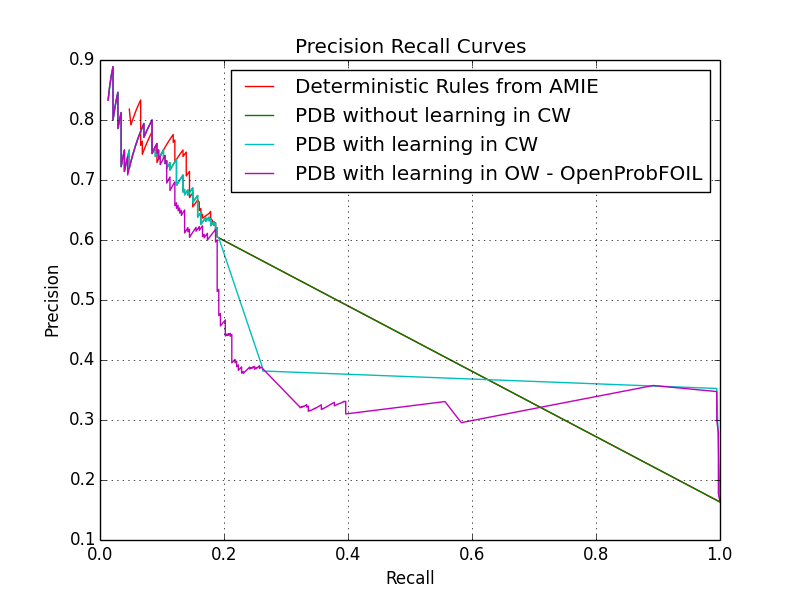 Precision Recall Curves
Deterministic Rules from AMIE
PDB without learning in CW
PDB with learning in CW
PDB with learning in OW - OpenProbFOIL
0.9
0.8
0.7
0.6
0.5
0.4
0.3
0.2
0.1
Precision
0.0 0.2 0.4 0.6 0.8 1.0
Recall